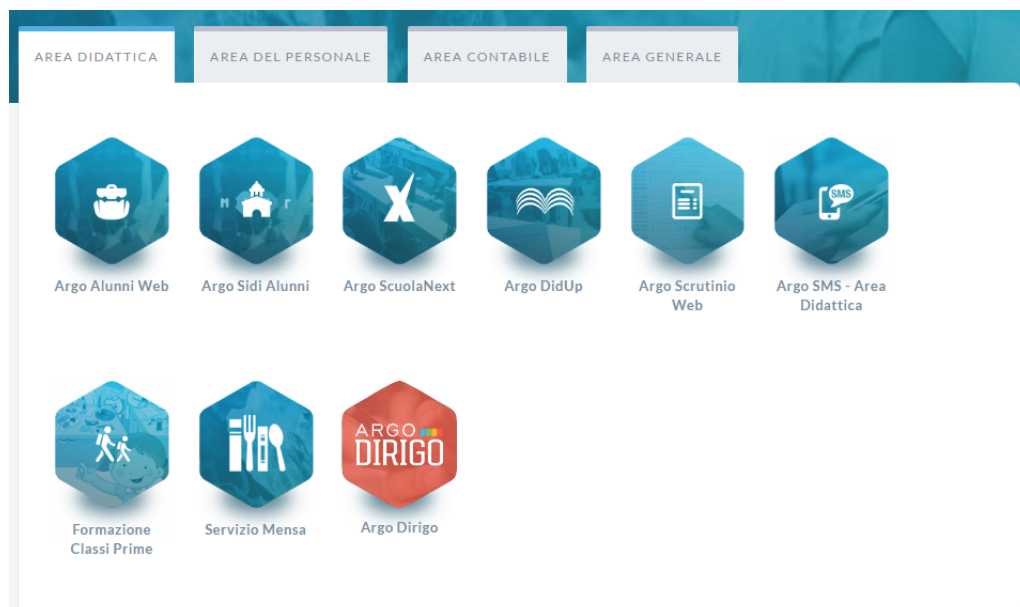 AREA DIDATTICA
AREA DEL PERSONALE
AREA CONTABILE
AREA GENERALE
SMS
Argo Alunni Web
Argo Sidi Alunni
Argo ScuolaNext
Argo DidUp
Argo Scrutinio
Web
Argo SMS - Area
Didattica
ARGO
DIRIGO
Formazione
Classi Prime
Servizio Mensa
Argo Dirigo